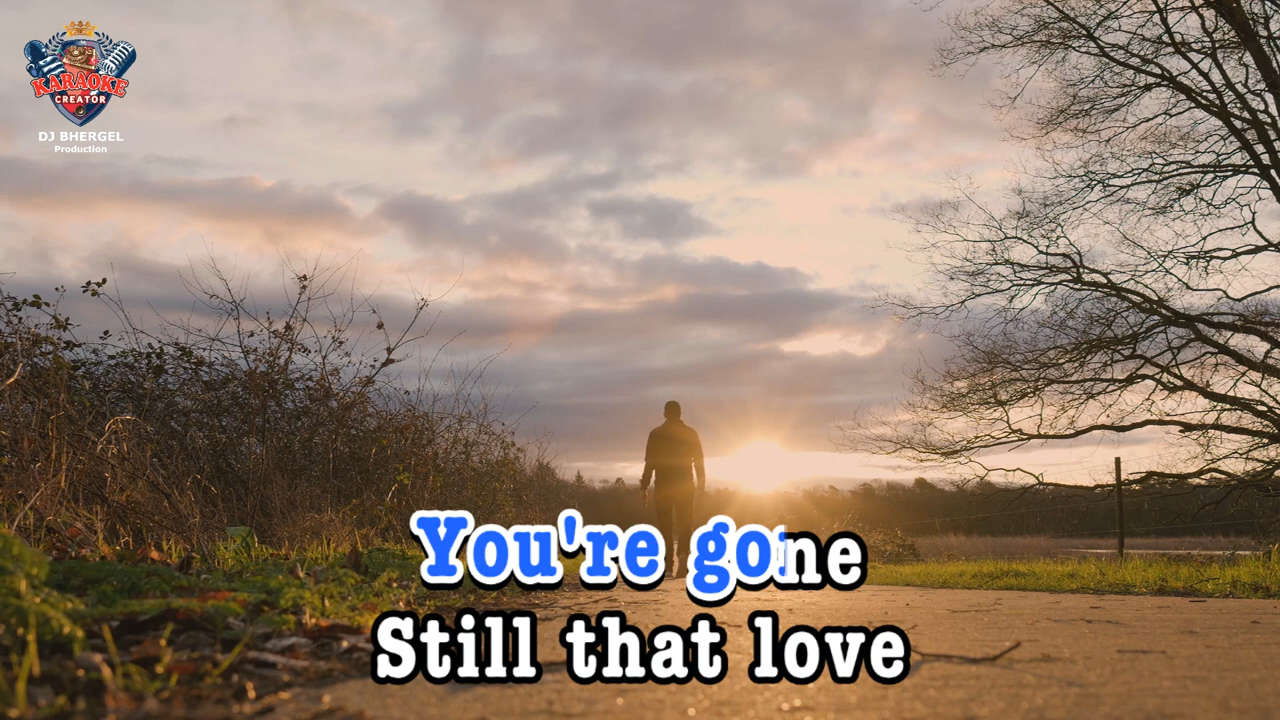 KARAOKE
CREATOR
DJ BHERGEL
Production
You're gone
Still that love